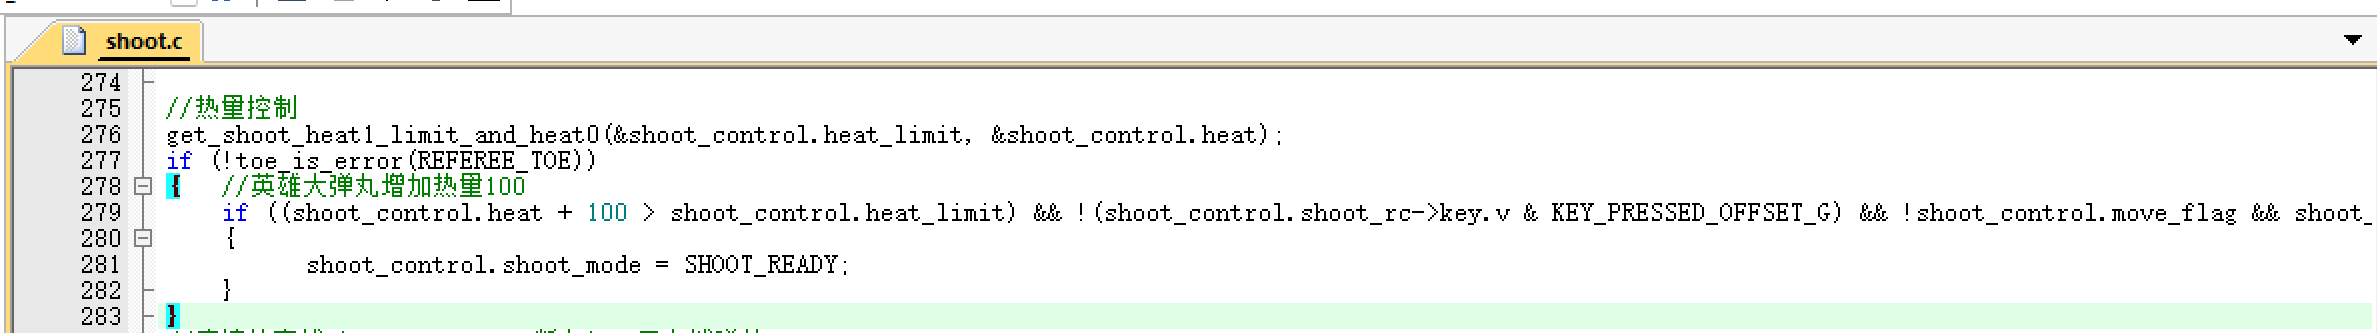 shoot.c
274
275 //热量控制
276 get_shoot_heat1_limit_and_heat0(&shoot_control.heat_limit, &shoot_control.heat);
277 if (!toe_is_error(REFEREE_TOE))
278 { //英雄大弹丸增加热量100
279 if ((shoot_control.heat + 100 > shoot_control.heat_limit) && !(shoot_control.shoot_rc->key.v & KEY_PRESSED_OFFSET_G) && !shoot_control.move_flag && shoot_
280 {
281 shoot_control.shoot_mode = SHOOT_READY;
282 }
283 }